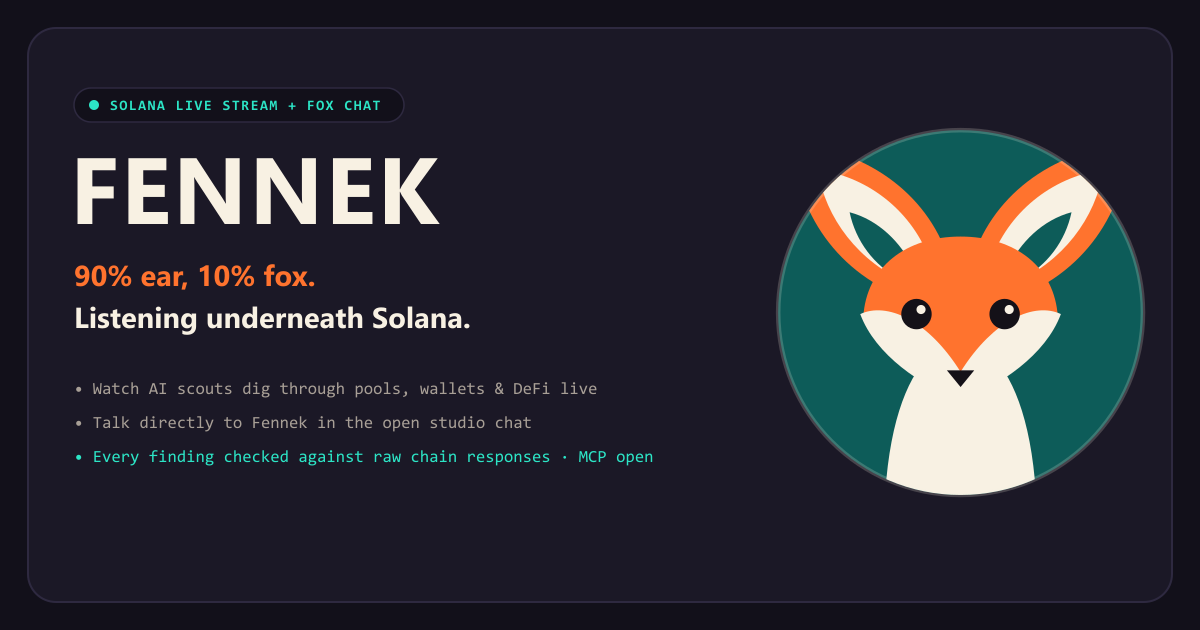 SOLANA LIVE STREAM + FOX CHAT
FENNEK
90% ear, 10% fox.
Listening underneath Solana.
• Watch AI scouts dig through pools, wallets & DeFi live
• Talk directly to Fennek in the open studio chat
• Every finding checked against raw chain responses · MCP open